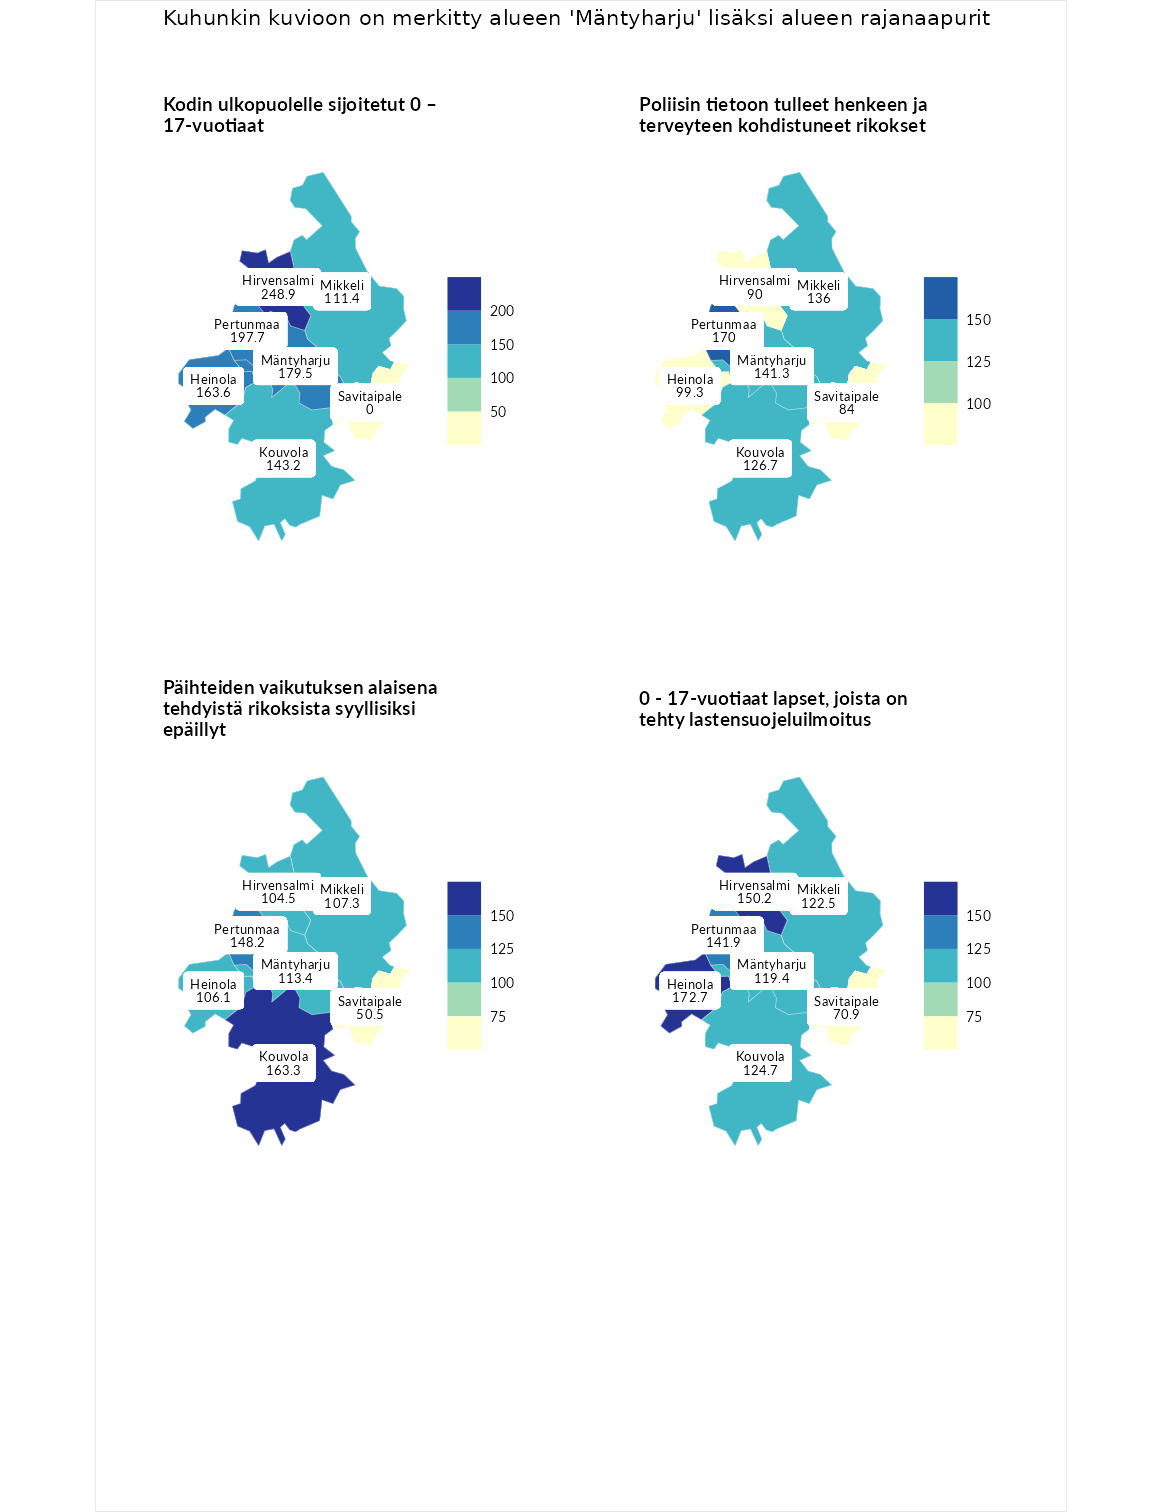 Kuhunkin kuvioon on merkitty alueen 'Mäntyharju' lisäksi alueen rajanaapurit
Kodin ulkopuolelle sijoitetut 0 –
17-vuotiaat
Hirvensalmi
248.9
Mikkeli
111.4
Pertunmaa
197.7
Mäntyharju
179.5
Heinola
163.6
Savitaipale
0
Kouvola
143.2
200
150
100
50
Poliisin tietoon tulleet henkeen ja
terveyteen kohdistuneet rikokset
Hirvensalmi
90
Mikkeli
136
Pertunmaa
170
Mäntyharju
141.3
Heinola
99.3
Savitaipale
84
Kouvola
126.7
150
125
100
Päihteiden vaikutuksen alaisena
tehdyistä rikoksista syyllisiksi
epäillyt
Hirvensalmi
104.5
Mikkeli
107.3
Pertunmaa
148.2
Mäntyharju
113.4
Heinola
106.1
Savitaipale
50.5
Kouvola
163.3
150
125
100
75
0 - 17-vuotiaat lapset, joista on
tehty lastensuojeluilmoitus
Hirvensalmi
150.2
Mikkeli
122.5
Pertunmaa
141.9
Mäntyharju
119.4
Heinola
172.7
Savitaipale
70.9
Kouvola
124.7
150
125
100
75